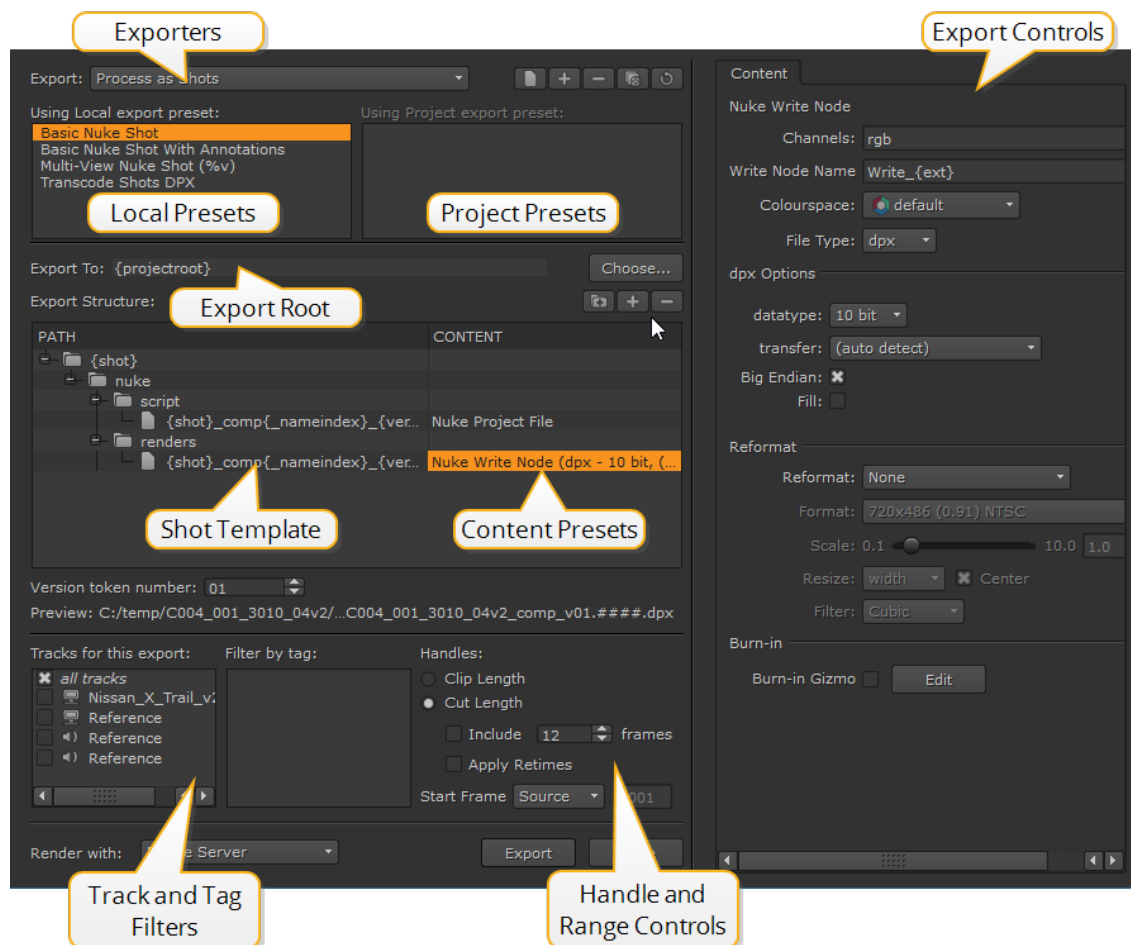 Exporters
Export Controls
Export: Process as Shots
Using Local export preset:
Using Project export preset:
Basic Nuke Shot
Basic Nuke Shot With Annotations
Multi-View Nuke Shot (%v)
Transcode Shots DPX
Local Presets
Project Presets
Export To: {projectroot}
Choose...
Export Structure:
Export Root
PATH
CONTENT
{shot}
nuke
script
{shot}_comp{_nameindex}_{ver...
Nuke Project File
renders
{shot}_comp{_nameindex}_{ver...
Nuke Write Node (dpx - 10 bit, (...
Shot Template
Content Presets
Version token number: 01
Preview: C:/temp/C004_001_3010_04v2/...C004_001_3010_04v2_comp_v01.####.dpx
Tracks for this export:
Filter by tag:
Handles:
all tracks
Nissan_X_Trail_v2
Reference
Reference
Reference
Clip Length
Cut Length
Include 12 frames
Apply Retimes
Start Frame Source
Render with:
Server
Export
Track and Tag
Filters
Handle and
Range Controls
Content
Nuke Write Node
Channels: rgb
Write Node Name Write_{ext}
Colourspace: default
File Type: dpx
dpx Options
datatype: 10 bit
transfer: (auto detect)
Big Endian:
Fill:
Reformat
Reformat: None
Format: 720x486 (0.91) NTSC
Scale: 0.1 10.0 1.0
Resize: width Center
Filter: Cubic
Burn-in
Burn-in Gizmo Edit